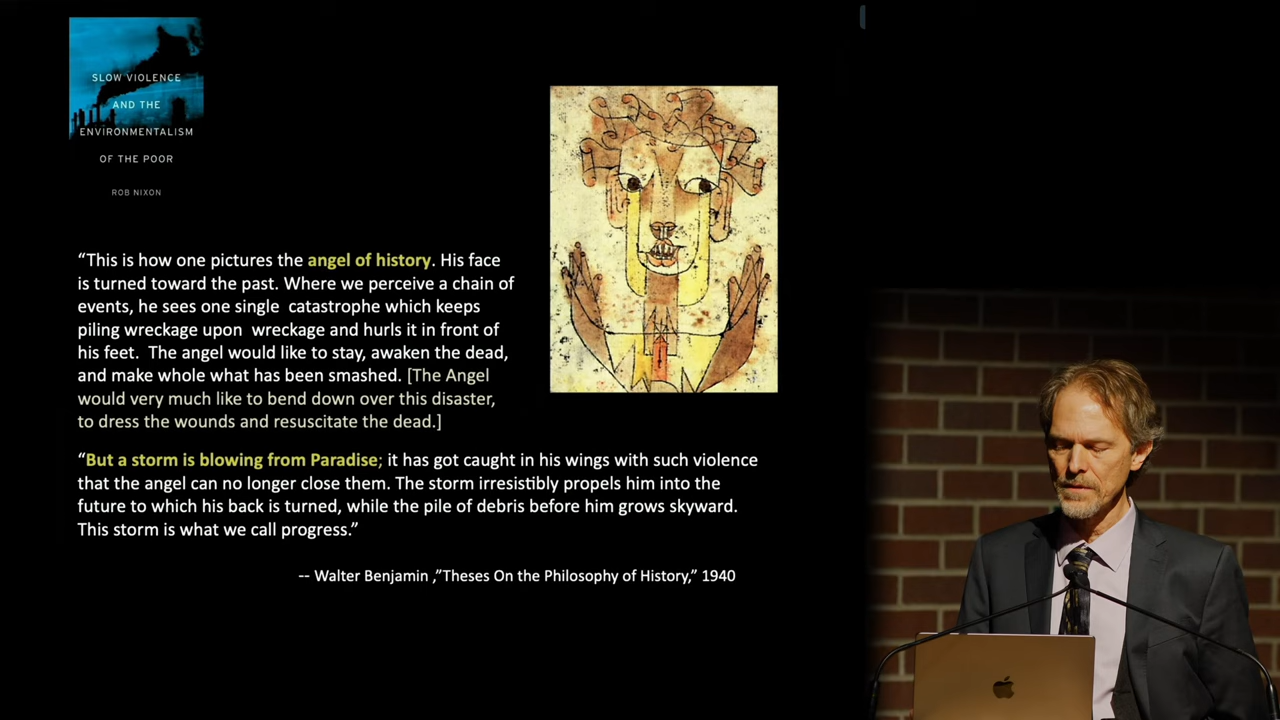 SLOW VIOLENCE
AND THE
ENVIRONMENTALISM
OF THE POOR
ROB NIXON
“This is how one pictures the angel of history. His face
is turned toward the past. Where we perceive a chain of
events, he sees one single  catastrophe which keeps
piling wreckage upon  wreckage and hurls it in front of
his feet.  The angel would like to stay, awaken the dead,
and make whole what has been smashed. [The Angel
would very much like to bend down over this disaster,
to dress the wounds and resuscitate the dead.]
“But a storm is blowing from Paradise; it has got caught in his wings with such violence
that the angel can no longer close them. The storm irresistibly propels him into the
future to which his back is turned, while the pile of debris before him grows skyward.
This storm is what we call progress.”
-- Walter Benjamin ,”Theses On the Philosophy of History,” 1940